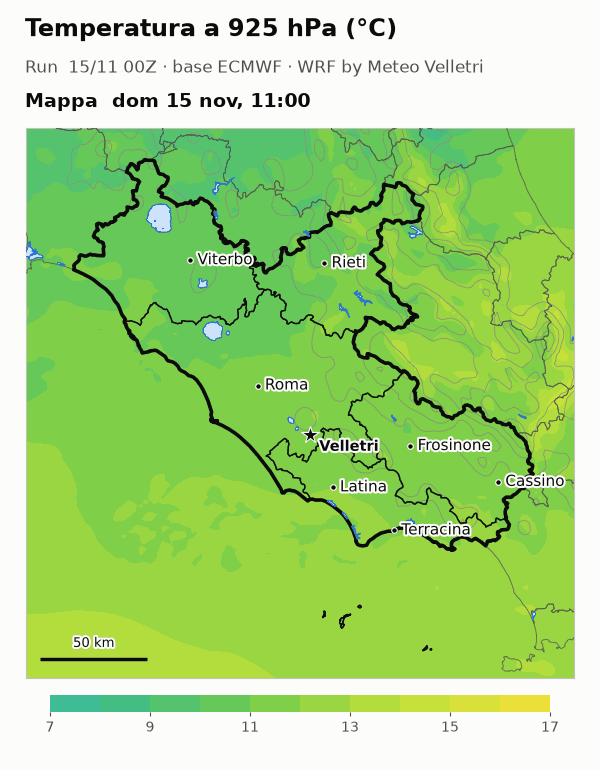 Temperatura a 925 hPa (°C)
Run  15/11 00Z · base ECMWF · WRF by Meteo Velletri
Mappa  dom 15 nov, 11:00
Viterbo
Rieti
Roma
Velletri
Frosinone
Cassino
Latina
Terracina
50 km
7 9 11 13 15 17